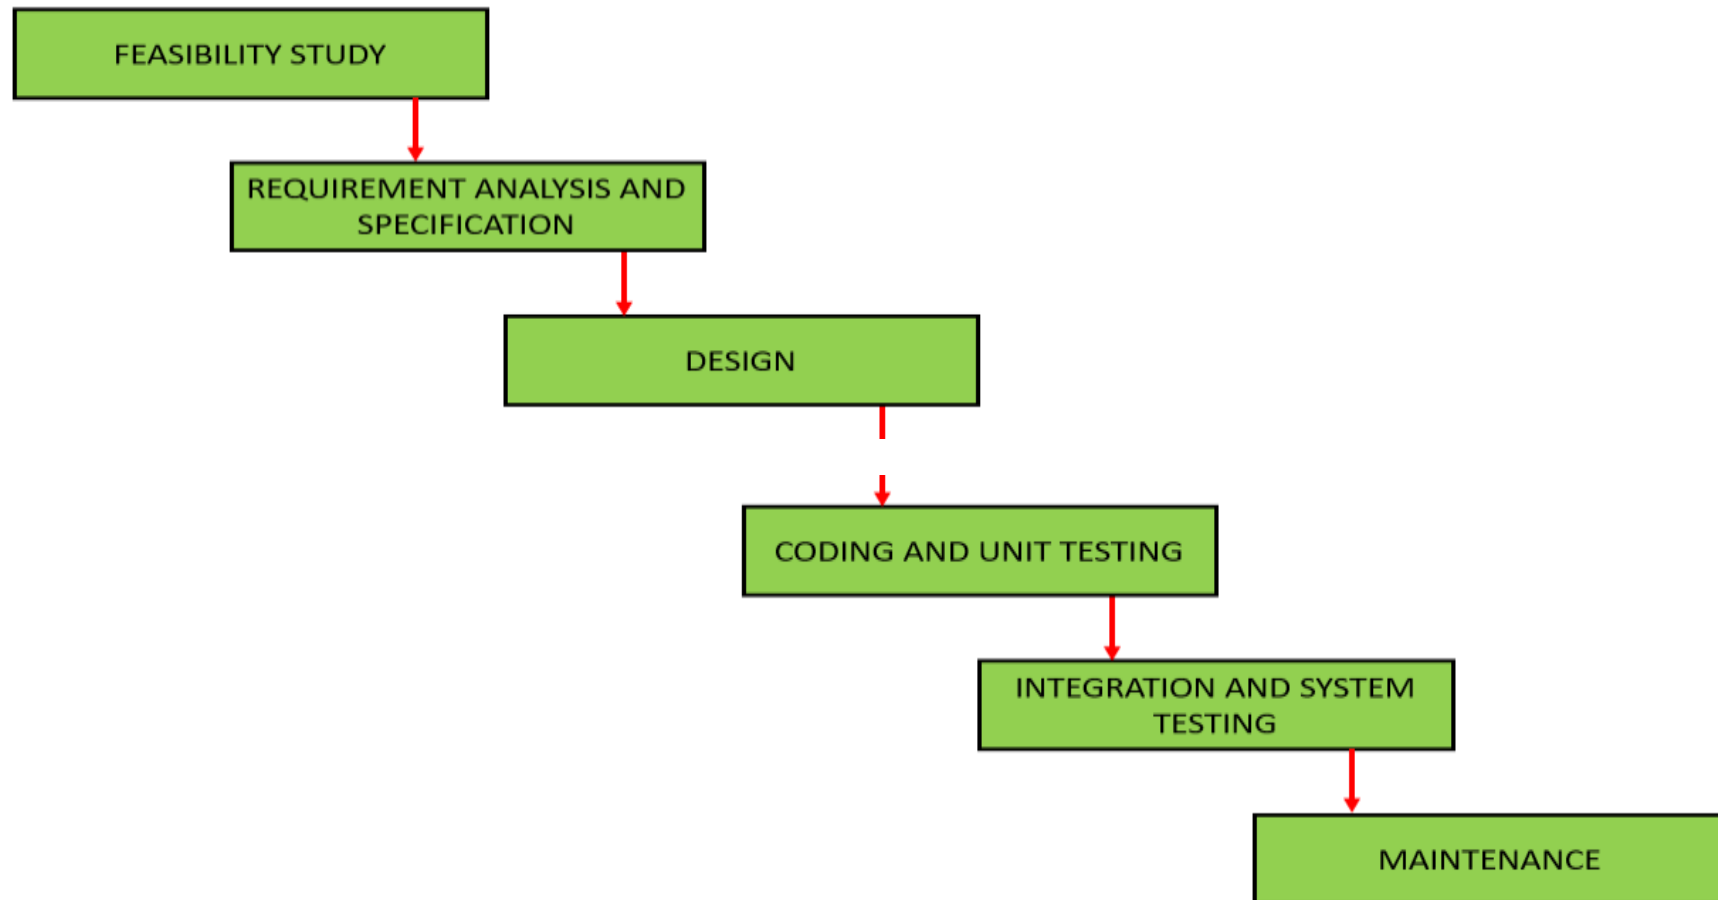 FEASIBILITY STUDY
REQUIREMENT ANALYSIS AND
SPECIFICATION
DESIGN
CODING AND UNIT TESTING
INTEGRATION AND SYSTEM
TESTING
MAINTENANCE